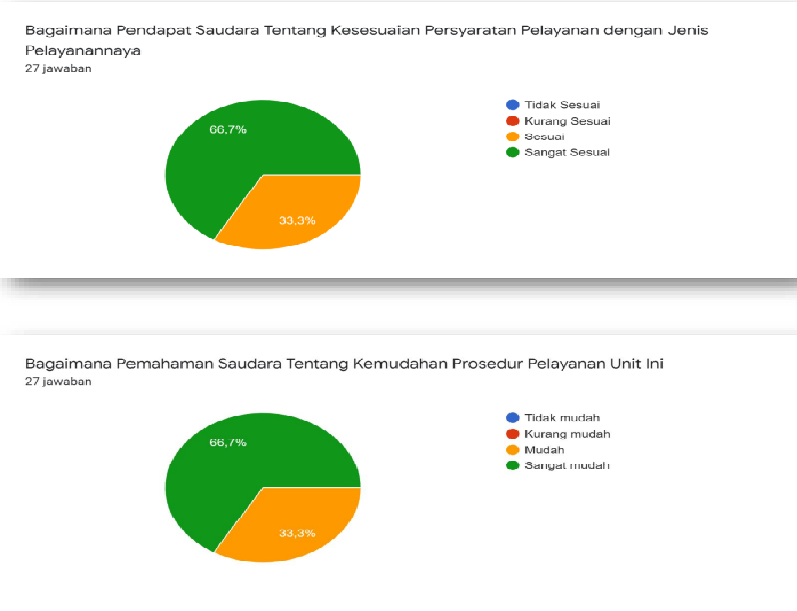 Bagaimana Pendapat Saudara Tentang Kesesuaian Persyaratan Pelayanan dengan Jenis
Pelayanannaya
27 jawaban
Tidak Sesuai
Kurang Sesuai
Sesuai
Sangat Sesuai
66,7%
33,3%
Bagaimana Pemahaman Saudara Tentang Kemudahan Prosedur Pelayanan Unit Ini
27 jawaban
Tidak mudah
Kurang mudah
Mudah
Sangat mudah
66,7%
33,3%